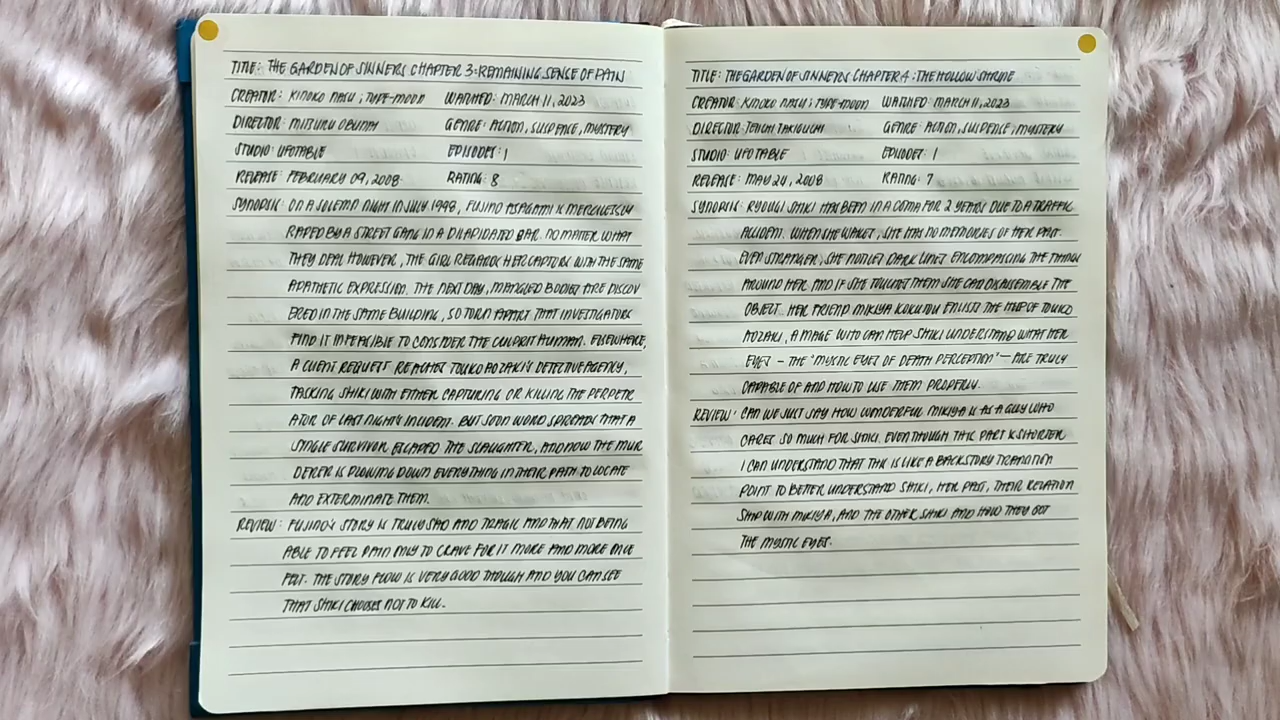 TITLE: THE GARDEN OF SINNERS CHAPTER 3: REMAINING SENSE OF PAIN
CREATOR: KINOKO NASU; TYPE-MOON WATCHED: MARCH 11, 2023
DIRECTOR: MITSURU OBUNAI GENRE: ACTION, SUSPENCE, MYSTERY
STUDIO: UFOTABLE EPISODES: 1
RELEASE: FEBRUARY 09, 2008 RATING: 8
SYNOPSIS: ON A SOLEMN NIGHT IN JULY 1998, FUJINO ASAGAMI IS MERCILESSLY
RAPED BY A STREET GANG IN A DILAPIDATED BAR. NO MATTER WHAT
THEY DEAL HOWEVER, THE GIRL REGARDS HER CAPTORS WITH THE SAME
APATHETIC EXPRESSION. THE NEXT DAY, MANGLED BODIES ARE DISCOV
ERED IN THE SAME BUILDING, SO TORN APART THAT INVESTIGATORS
FIND IT IMPOSSIBLE TO CONSIDER THE CULPRIT HUMAN. ELSEWHERE,
A CLIENT REQUEST REACHES TOUKO AOZAKI'S DETECTIVE AGENCY,
TASKING SHIKI WITH EITHER CAPTURING OR KILLING THE PERPETR
ATOR OF LAST NIGHT'S INCIDENT. BUT SOON WORD SPREADS THAT A
SINGLE SURVIVOR ESCAPED THE SLAUGHTER, AND NOW THE MUR
DERER IS PLOWING DOWN EVERYTHING IN THEIR PATH TO LOCATE
AND EXTERMINATE THEM.
REVIEW: FUJINO'S STORY IS TRULY SAD AND TRAGIC AND THAT NOT BEING
ABLE TO FEEL PAIN ONLY TO CRAVE FOR IT MORE AND MORE ONCE
FELT. THE STORY FLOW IS VERY GOOD THOUGH AND YOU CAN SEE
THAT SHIKI CHOOSES NOT TO KILL.
TITLE: THE GARDEN OF SINNERS CHAPTER 4: THE HOLLOW SHRINE
CREATOR: KINOKO NASU; TYPE-MOON WATCHED: MARCH 11, 2023
DIRECTOR: TEIICHI TAKIGUCHI GENRE: ACTION, SUSPENCE, MYSTERY
STUDIO: UFOTABLE EPISODES: 1
RELEASE: MAY 24, 2008 RATING: 7
SYNOPSIS: RYOUGI SHIKI HAS BEEN IN A COMA FOR 2 YEARS DUE TO A TRAFFIC
ACCIDENT. WHEN SHE WAKES, SHE HAS NO MEMORIES OF HER PAST.
EVEN STRANGER, SHE NOTICES DARK LINES ENCOMPASSING THE THINGS
AROUND HER AND IF SHE TOUCHES THEM SHE CAN DISASSEMBLE THE
OBJECT. HER FRIEND MIKIYA KOKUTOU ENLISTS THE HELP OF TOUKO
AOZAKI, A MAGE WHO CAN HELP SHIKI UNDERSTAND WHAT HER
EYES - THE 'MYSTIC EYES OF DEATH PERCEPTION' - ARE TRULY
CAPABLE OF AND HOW TO USE THEM PROPERLY.
REVIEW: CAN WE JUST SAY HOW WONDERFUL MIKIYA IS AS A GUY WHO
CARES SO MUCH FOR SHIKI. EVEN THOUGH THIS PART IS SHORTER
I CAN UNDERSTAND THAT THIS IS LIKE A BACKSTORY TRANSITION
POINT TO BETTER UNDERSTAND SHIKI, HER PAST, THEIR RELATION
SHIP WITH MIKIYA, AND THE OTHER SHIKI AND HOW THEY GOT
THE MYSTIC EYES.